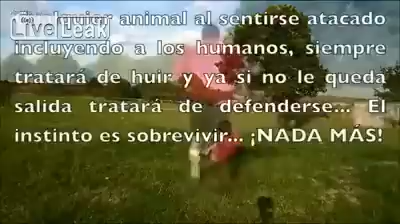 LiveLeak
Cualquier animal al sentirse atacado
incluyendo a los humanos, siempre
tratará de huir y ya si no le queda
salida tratará de defenderse... El
instinto es sobrevivir... ¡NADA MÁS!